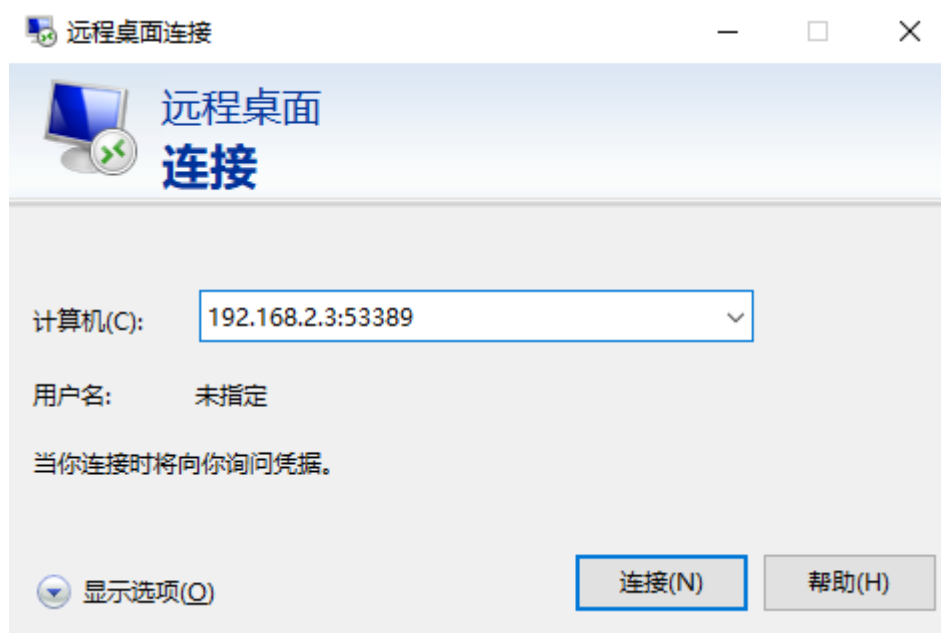 远程桌面连接
远程桌面
连接
计算机(C): 192.168.2.3:53389
用户名: 未指定
当你连接时将向你询问凭据。
显示选项(O) 连接(N) 帮助(H)